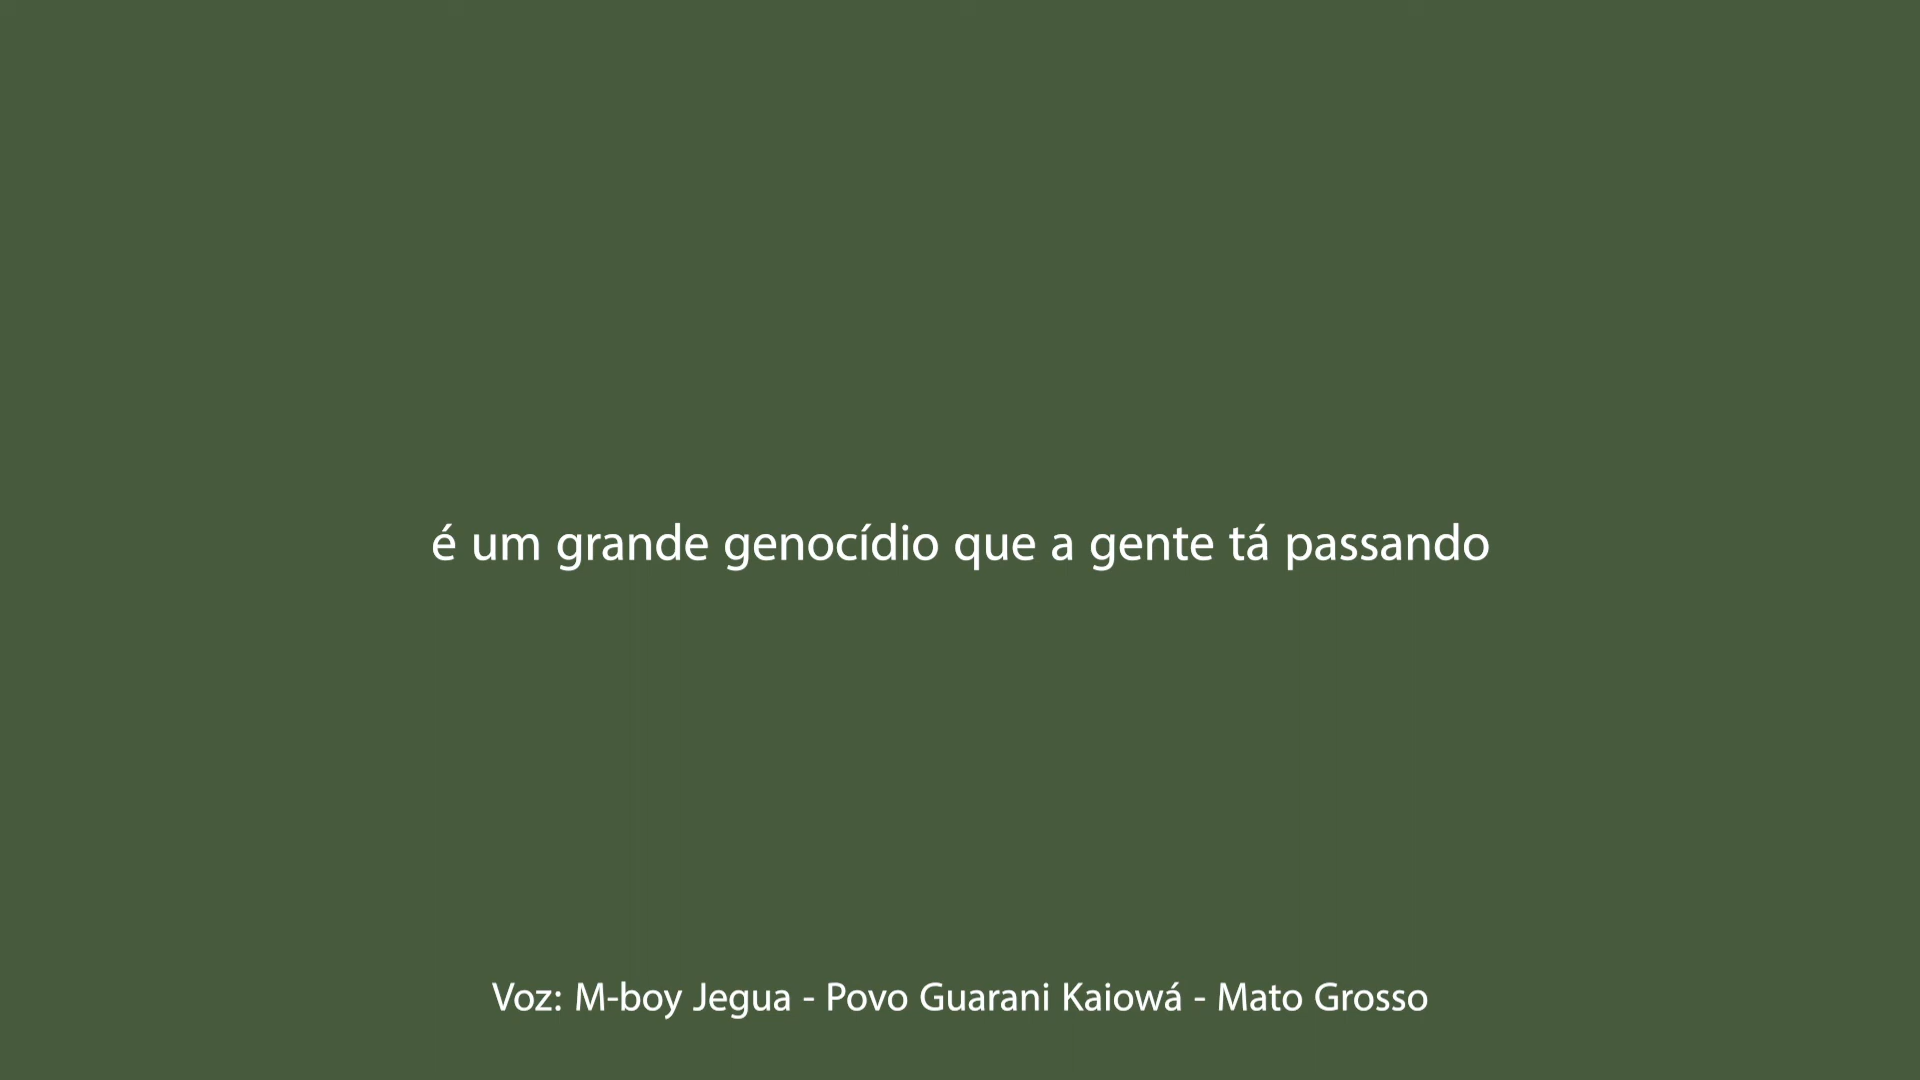 é um grande genocídio que a gente tá passando
Voz: M-boy Jegua - Povo Guarani Kaiowá - Mato Grosso